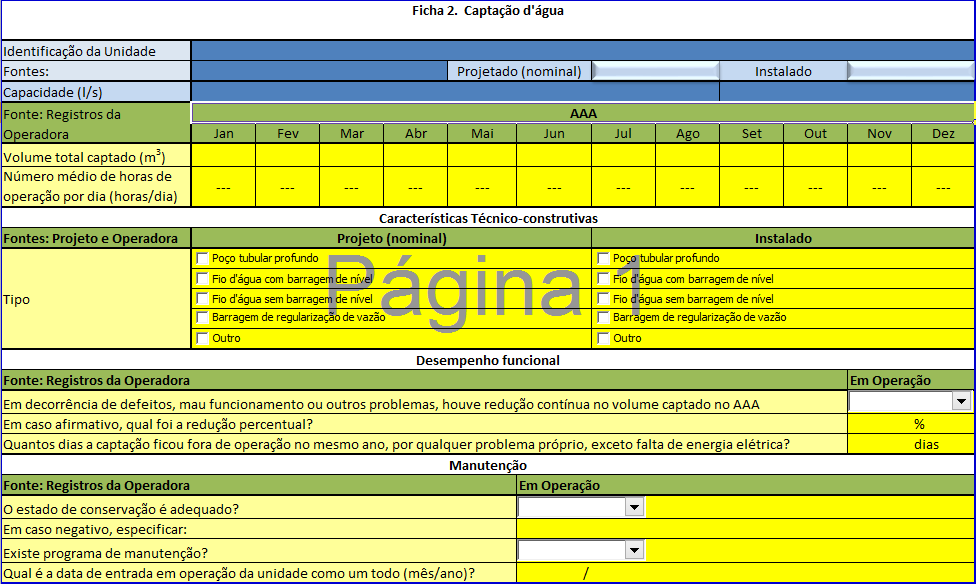 Ficha 2.  Captação d'água
Identificação da Unidade
Fontes: Projetado (nominal) Instalado
Capacidade (l/s)
Fonte: Registros da Operadora AAA
Jan Fev Mar Abr Mai Jun Jul Ago Set Out Nov Dez
Volume total captado (m³)
Número médio de horas de
operação por dia (horas/dia) --- --- --- --- --- --- --- --- --- --- --- ---
Características Técnico-construtivas
Fontes: Projeto e Operadora Projeto (nominal) Instalado
Tipo
Poço tubular profundo Poço tubular profundo
Fio d'água com barragem de nível Fio d'água com barragem de nível
Fio d'água sem barragem de nível Fio d'água sem barragem de nível
Barragem de regularização de vazão Barragem de regularização de vazão
Outro Outro
Página 1
Desempenho funcional
Fonte: Registros da Operadora Em Operação
Em decorrência de defeitos, mau funcionamento ou outros problemas, houve redução contínua no volume captado no AAA
Em caso afirmativo, qual foi a redução percentual? %
Quantos dias a captação ficou fora de operação no mesmo ano, por qualquer problema próprio, exceto falta de energia elétrica? dias
Manutenção
Fonte: Registros da Operadora Em Operação
O estado de conservação é adequado?
Em caso negativo, especificar:
Existe programa de manutenção?
Qual é a data de entrada em operação da unidade como um todo (mês/ano)? /